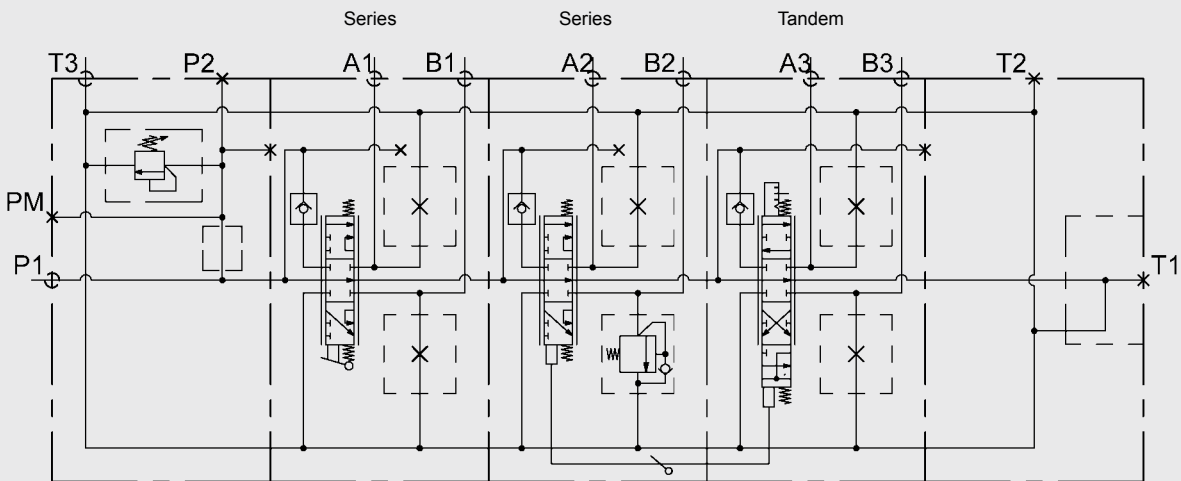 Series Series Tandem
T3 P2 A1 B1 A2 B2 A3 B3 T2
PM
P1 T1